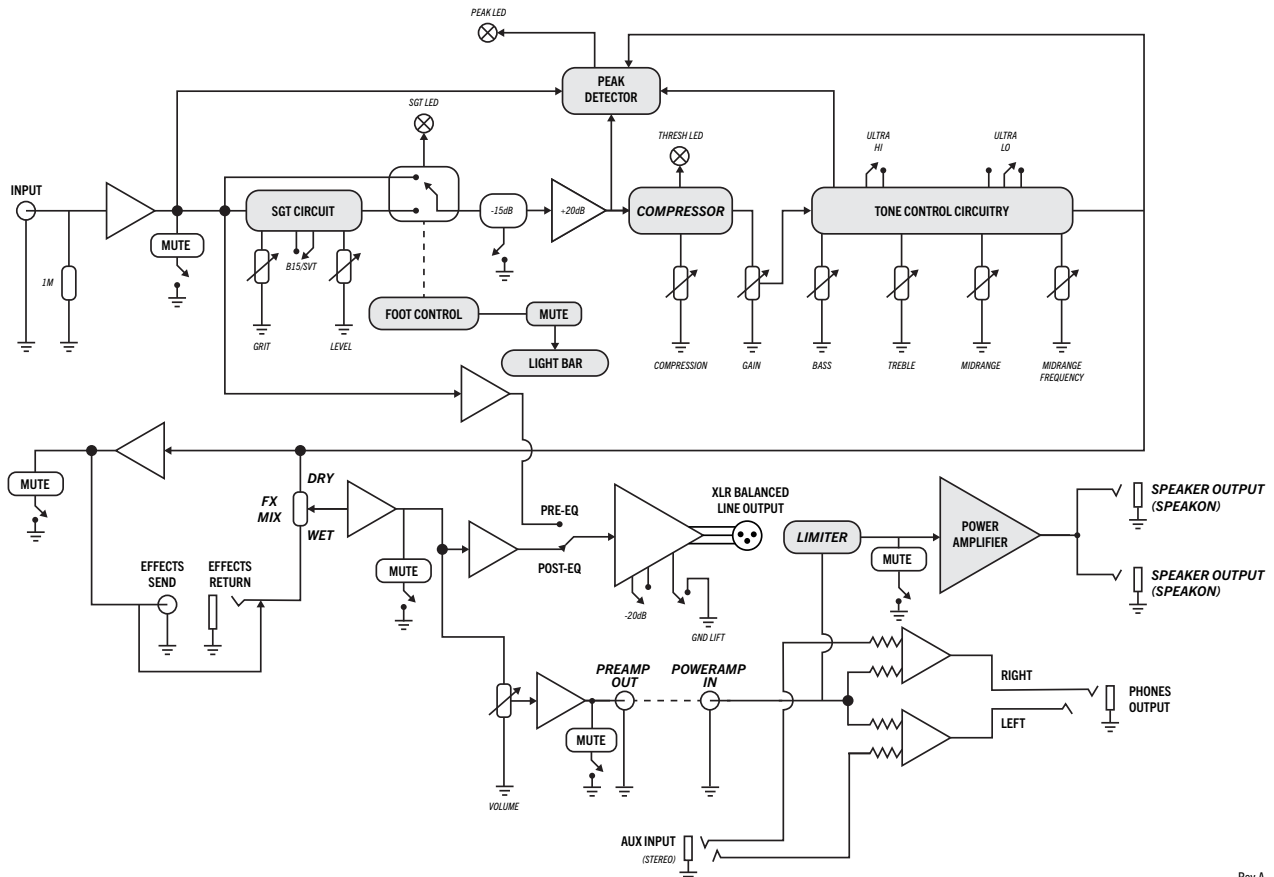 PEAK LED
PEAK
DETECTOR
SGT LED
THRESH LED
ULTRA
HI
ULTRA
LO
INPUT
SGT CIRCUIT
-15dB
+20dB
COMPRESSOR
TONE CONTROL CIRCUITRY
MUTE
B15/SVT
1M
GRIT
LEVEL
FOOT CONTROL
MUTE
LIGHT BAR
COMPRESSION
GAIN
BASS
TREBLE
MIDRANGE
MIDRANGE
FREQUENCY
MUTE
DRY
FX
MIX
WET
MUTE
EFFECTS
SEND
EFFECTS
RETURN
PRE-EQ
POST-EQ
XLR BALANCED
LINE OUTPUT
-20dB
GND LIFT
LIMITER
MUTE
POWER
AMPLIFIER
SPEAKER OUTPUT
(SPEAKON)
SPEAKER OUTPUT
(SPEAKON)
PREAMP
OUT
POWERAMP
IN
MUTE
VOLUME
RIGHT
LEFT
PHONES
OUTPUT
AUX INPUT
(STEREO)
Rev A